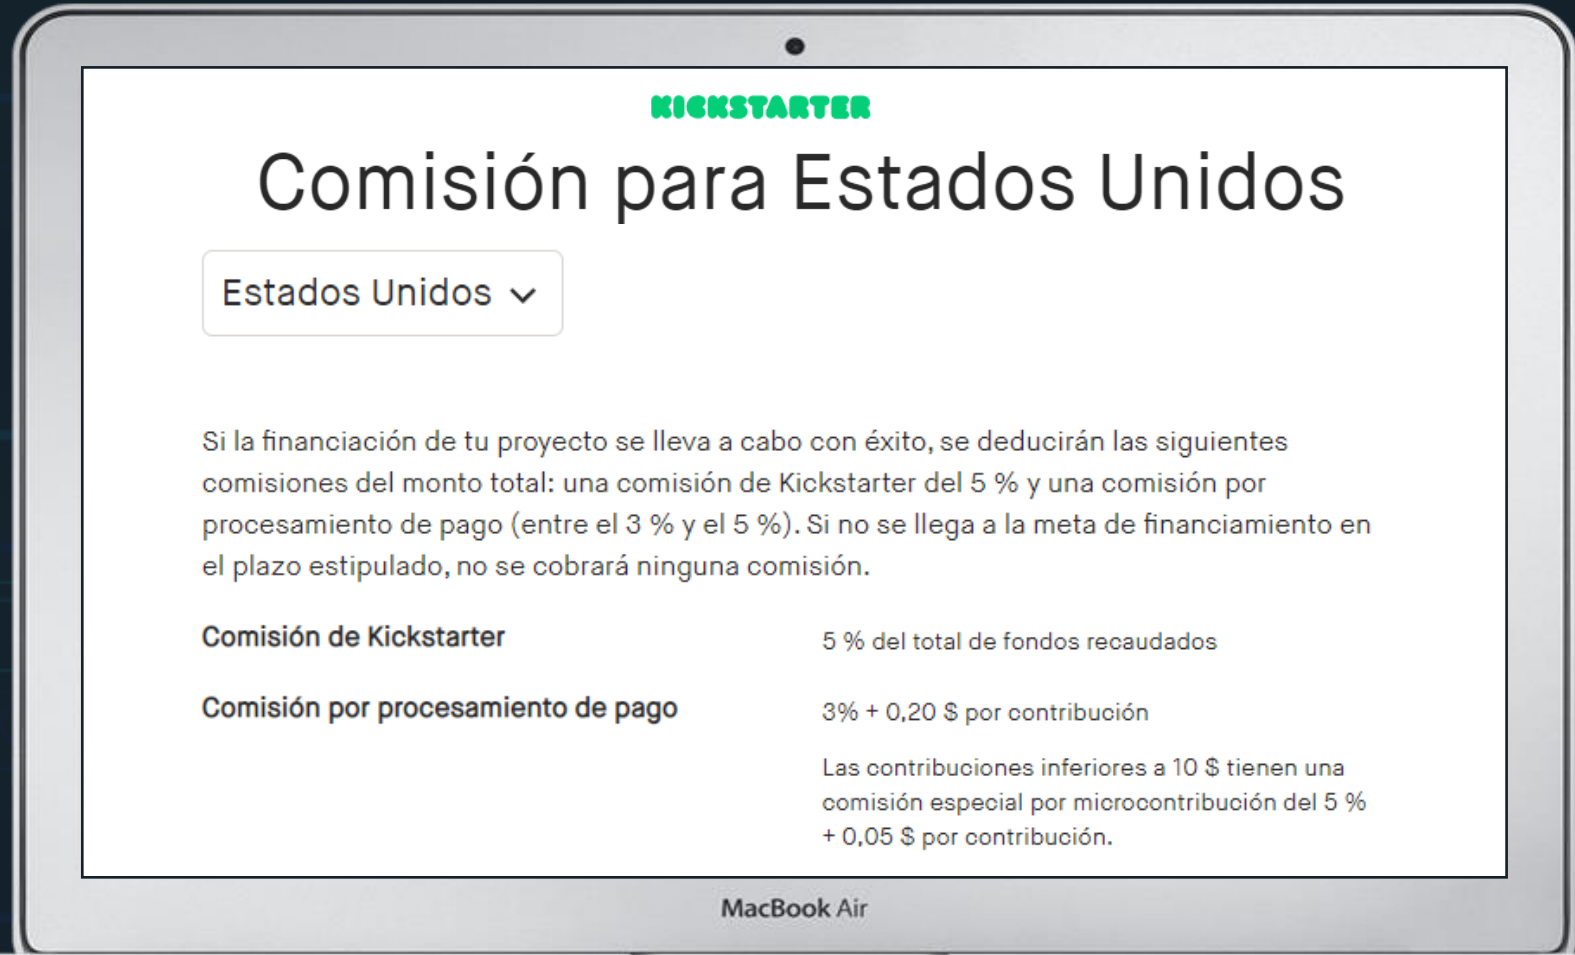 KICKSTARTER
Comisión para Estados Unidos
Estados Unidos
Si la financiación de tu proyecto se lleva a cabo con éxito, se deducirán las siguientes
comisiones del monto total: una comisión de Kickstarter del 5 % y una comisión por
procesamiento de pago (entre el 3 % y el 5 %). Si no se llega a la meta de financiamiento en
el plazo estipulado, no se cobrará ninguna comisión.
Comisión de Kickstarter
5 % del total de fondos recaudados
Comisión por procesamiento de pago
3% + 0,20 $ por contribución
Las contribuciones inferiores a 10 $ tienen una
comisión especial por microcontribución del 5 %
+ 0,05 $ por contribución.
MacBook Air